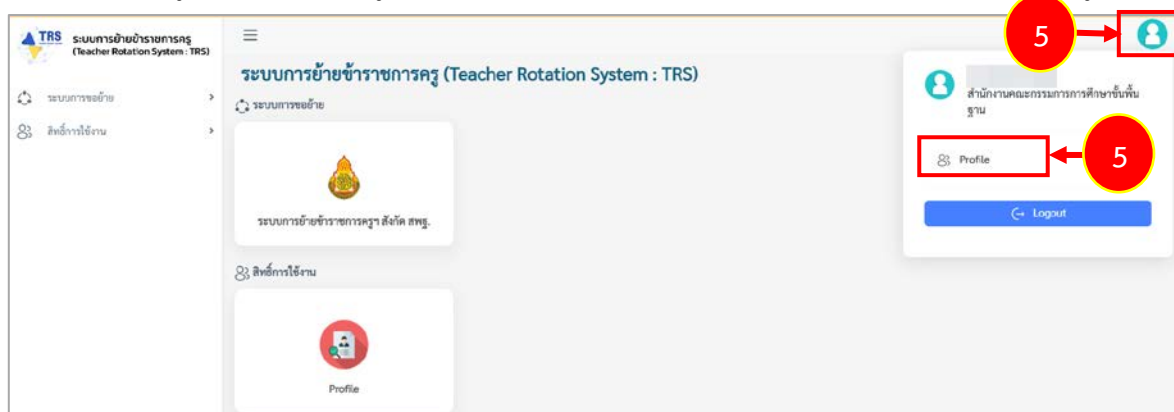 TRS ระบบการย้ายข้าราชการครู
(Teacher Rotation System : TRS)
5
ระบบการย้ายข้าราชการครู (Teacher Rotation System : TRS)
ระบบการขอย้าย
สิทธิ์การใช้งาน
ระบบการขอย้าย
ระบบการย้ายข้าราชการครูฯ สังกัด สพฐ.
สิทธิ์การใช้งาน
Profile
สำนักงานคณะกรรมการการศึกษาขั้นพื้น
ฐาน
Profile
5
Logout